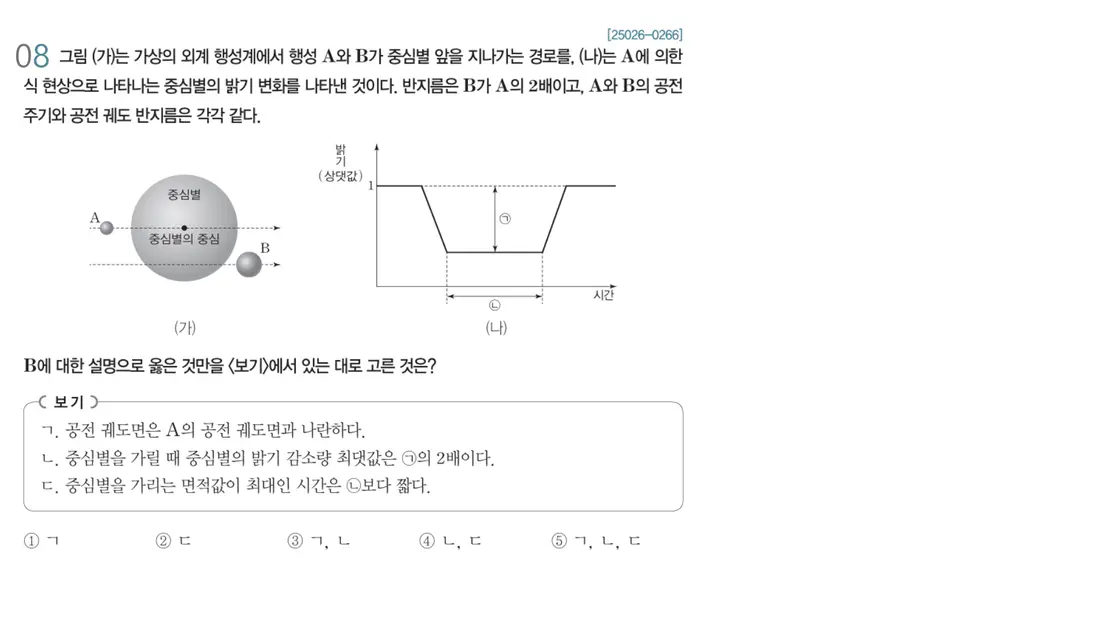 [25026-0266]
08 그림 (가)는 가상의 외계 행성계에서 행성 A와 B가 중심별 앞을 지나가는 경로를, (나)는 A에 의한
식 현상으로 나타나는 중심별의 밝기 변화를 나타낸 것이다. 반지름은 B가 A의 2배이고, A와 B의 공전
주기와 공전 궤도 반지름은 각각 같다.
중심별
A
중심별의 중심
B
(가)
밝
기
(상댓값)
1
㉠
㉡
시간
(나)
B에 대한 설명으로 옳은 것만을 〈보기〉에서 있는 대로 고른 것은?
보기
ㄱ. 공전 궤도면은 A의 공전 궤도면과 나란하다.
ㄴ. 중심별을 가릴 때 중심별의 밝기 감소량 최댓값은 ㉠의 2배이다.
ㄷ. 중심별을 가리는 면적값이 최대인 시간은 ㉡보다 짧다.
① ㄱ ② ㄷ ③ ㄱ, ㄴ ④ ㄴ, ㄷ ⑤ ㄱ, ㄴ, ㄷ